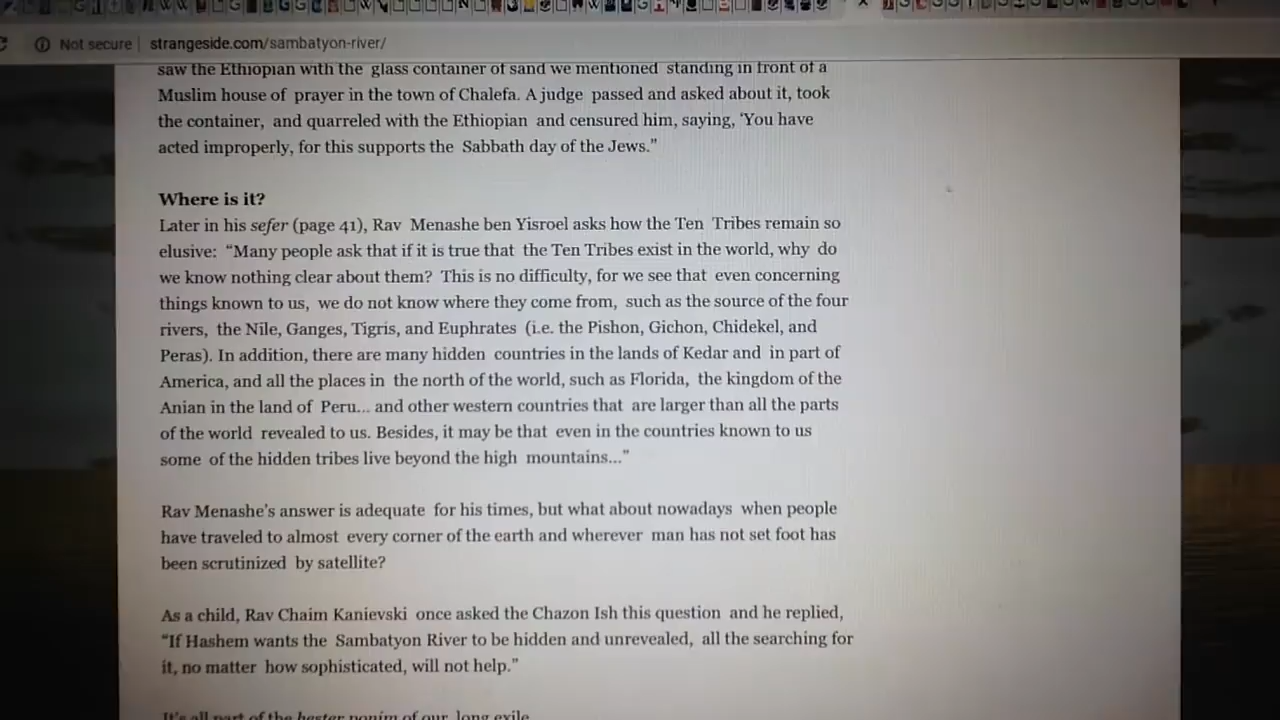 Not secure | strangeside.com/sambatyon-river/
saw the Ethiopian with the glass container of sand we mentioned standing in front of a
Muslim house of prayer in the town of Chalefa. A judge passed and asked about it, took
the container, and quarreled with the Ethiopian and censured him, saying, 'You have
acted improperly, for this supports the Sabbath day of the Jews.”
Where is it?
Later in his sefer (page 41), Rav Menashe ben Yisroel asks how the Ten Tribes remain so
elusive: “Many people ask that if it is true that the Ten Tribes exist in the world, why do
we know nothing clear about them? This is no difficulty, for we see that even concerning
things known to us, we do not know where they come from, such as the source of the four
rivers, the Nile, Ganges, Tigris, and Euphrates (i.e. the Pishon, Gichon, Chidekel, and
Peras). In addition, there are many hidden countries in the lands of Kedar and in part of
America, and all the places in the north of the world, such as Florida, the kingdom of the
Anian in the land of Peru... and other western countries that are larger than all the parts
of the world revealed to us. Besides, it may be that even in the countries known to us
some of the hidden tribes live beyond the high mountains...”
Rav Menashe's answer is adequate for his times, but what about nowadays when people
have traveled to almost every corner of the earth and wherever man has not set foot has
been scrutinized by satellite?
As a child, Rav Chaim Kanievski once asked the Chazon Ish this question and he replied,
“If Hashem wants the Sambatyon River to be hidden and unrevealed, all the searching for
it, no matter how sophisticated, will not help.”
It's all part of the hester ponim of our long exile